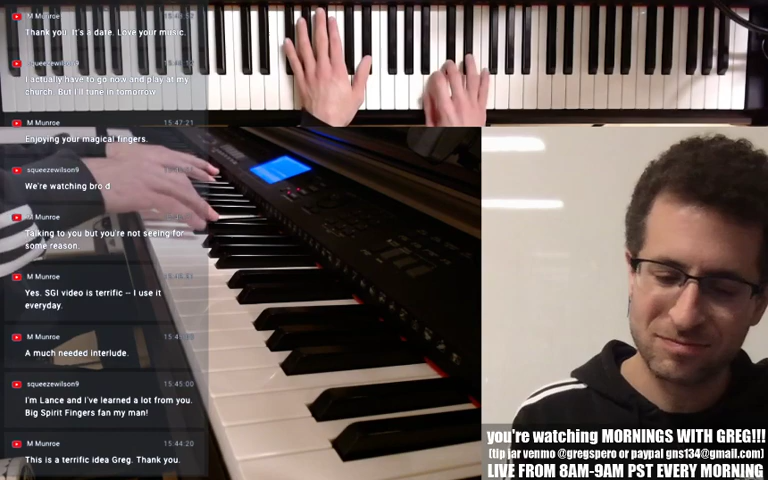 M Munroe
Thank you. It's a date. Love your music.
squeezewilson9
I actually have to go now and play at my
church. But I'll tune in tomorrow.
M Munroe 15:47:21
Enjoying your magical fingers.
squeezewilson9
We're watching bro d
M Munroe
Talking to you but you're not seeing for
some reason.
M Munroe
Yes. SGI video is terrific -- I use it
everyday.
M Munroe
A much needed interlude.
squeezewilson9 15:45:00
I'm Lance and I've learned a lot from you.
Big Spirit Fingers fan my man!
M Munroe 15:44:20
This is a terrific idea Greg. Thank you.
you're watching MORNINGS WITH GREG!!!
(tip jar venmo @gregspero or paypal gns134@gmail.com)
LIVE FROM 8AM-9AM PST EVERY MORNING